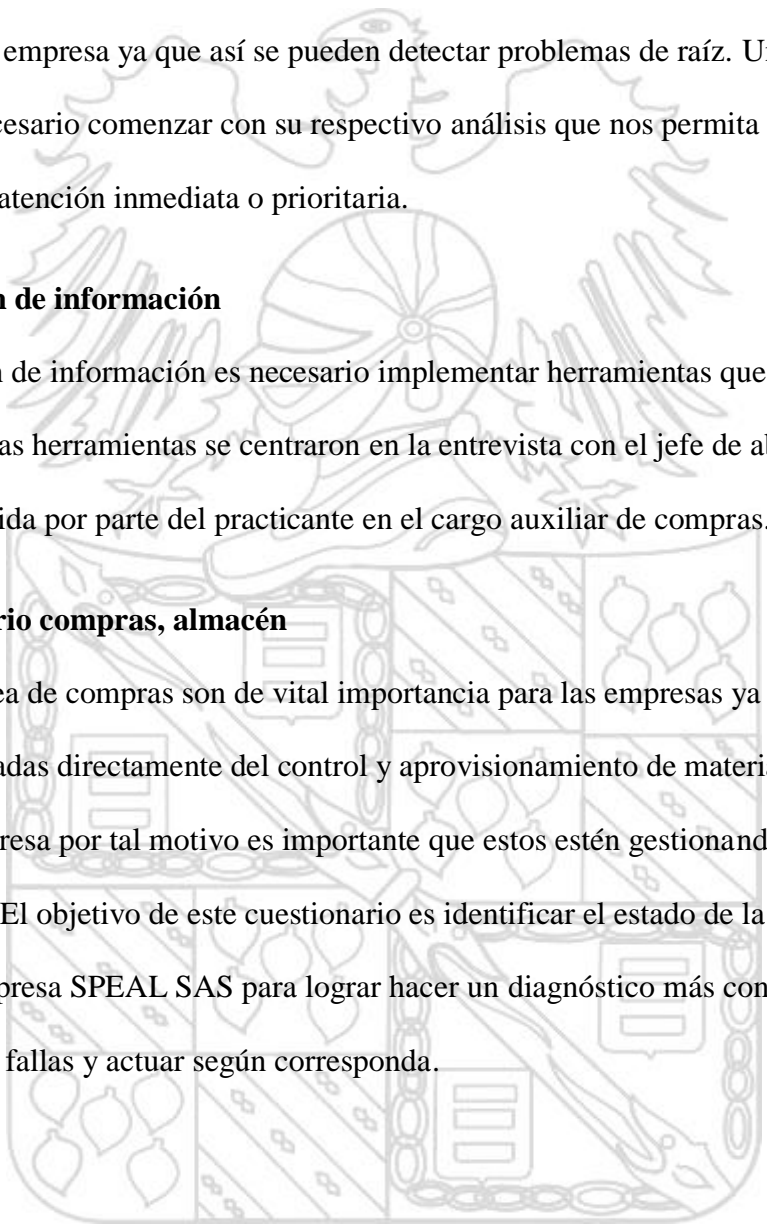 empresa ya que así se pueden detectar problemas de raíz.
cesario comenzar con su respectivo análisis que nos permita
atención inmediata o prioritaria.
n de información
n de información es necesario implementar herramientas que
as herramientas se centraron en la entrevista con el jefe de
ida por parte del practicante en el cargo auxiliar de compras.
rio compras, almacén
ea de compras son de vital importancia para las empresas ya
adas directamente del control y aprovisionamiento de materia
resa por tal motivo es importante que estos estén gestionand
El objetivo de este cuestionario es identificar el estado de la
presa SPEAL SAS para lograr hacer un diagnóstico más con
fallas y actuar según corresponda.